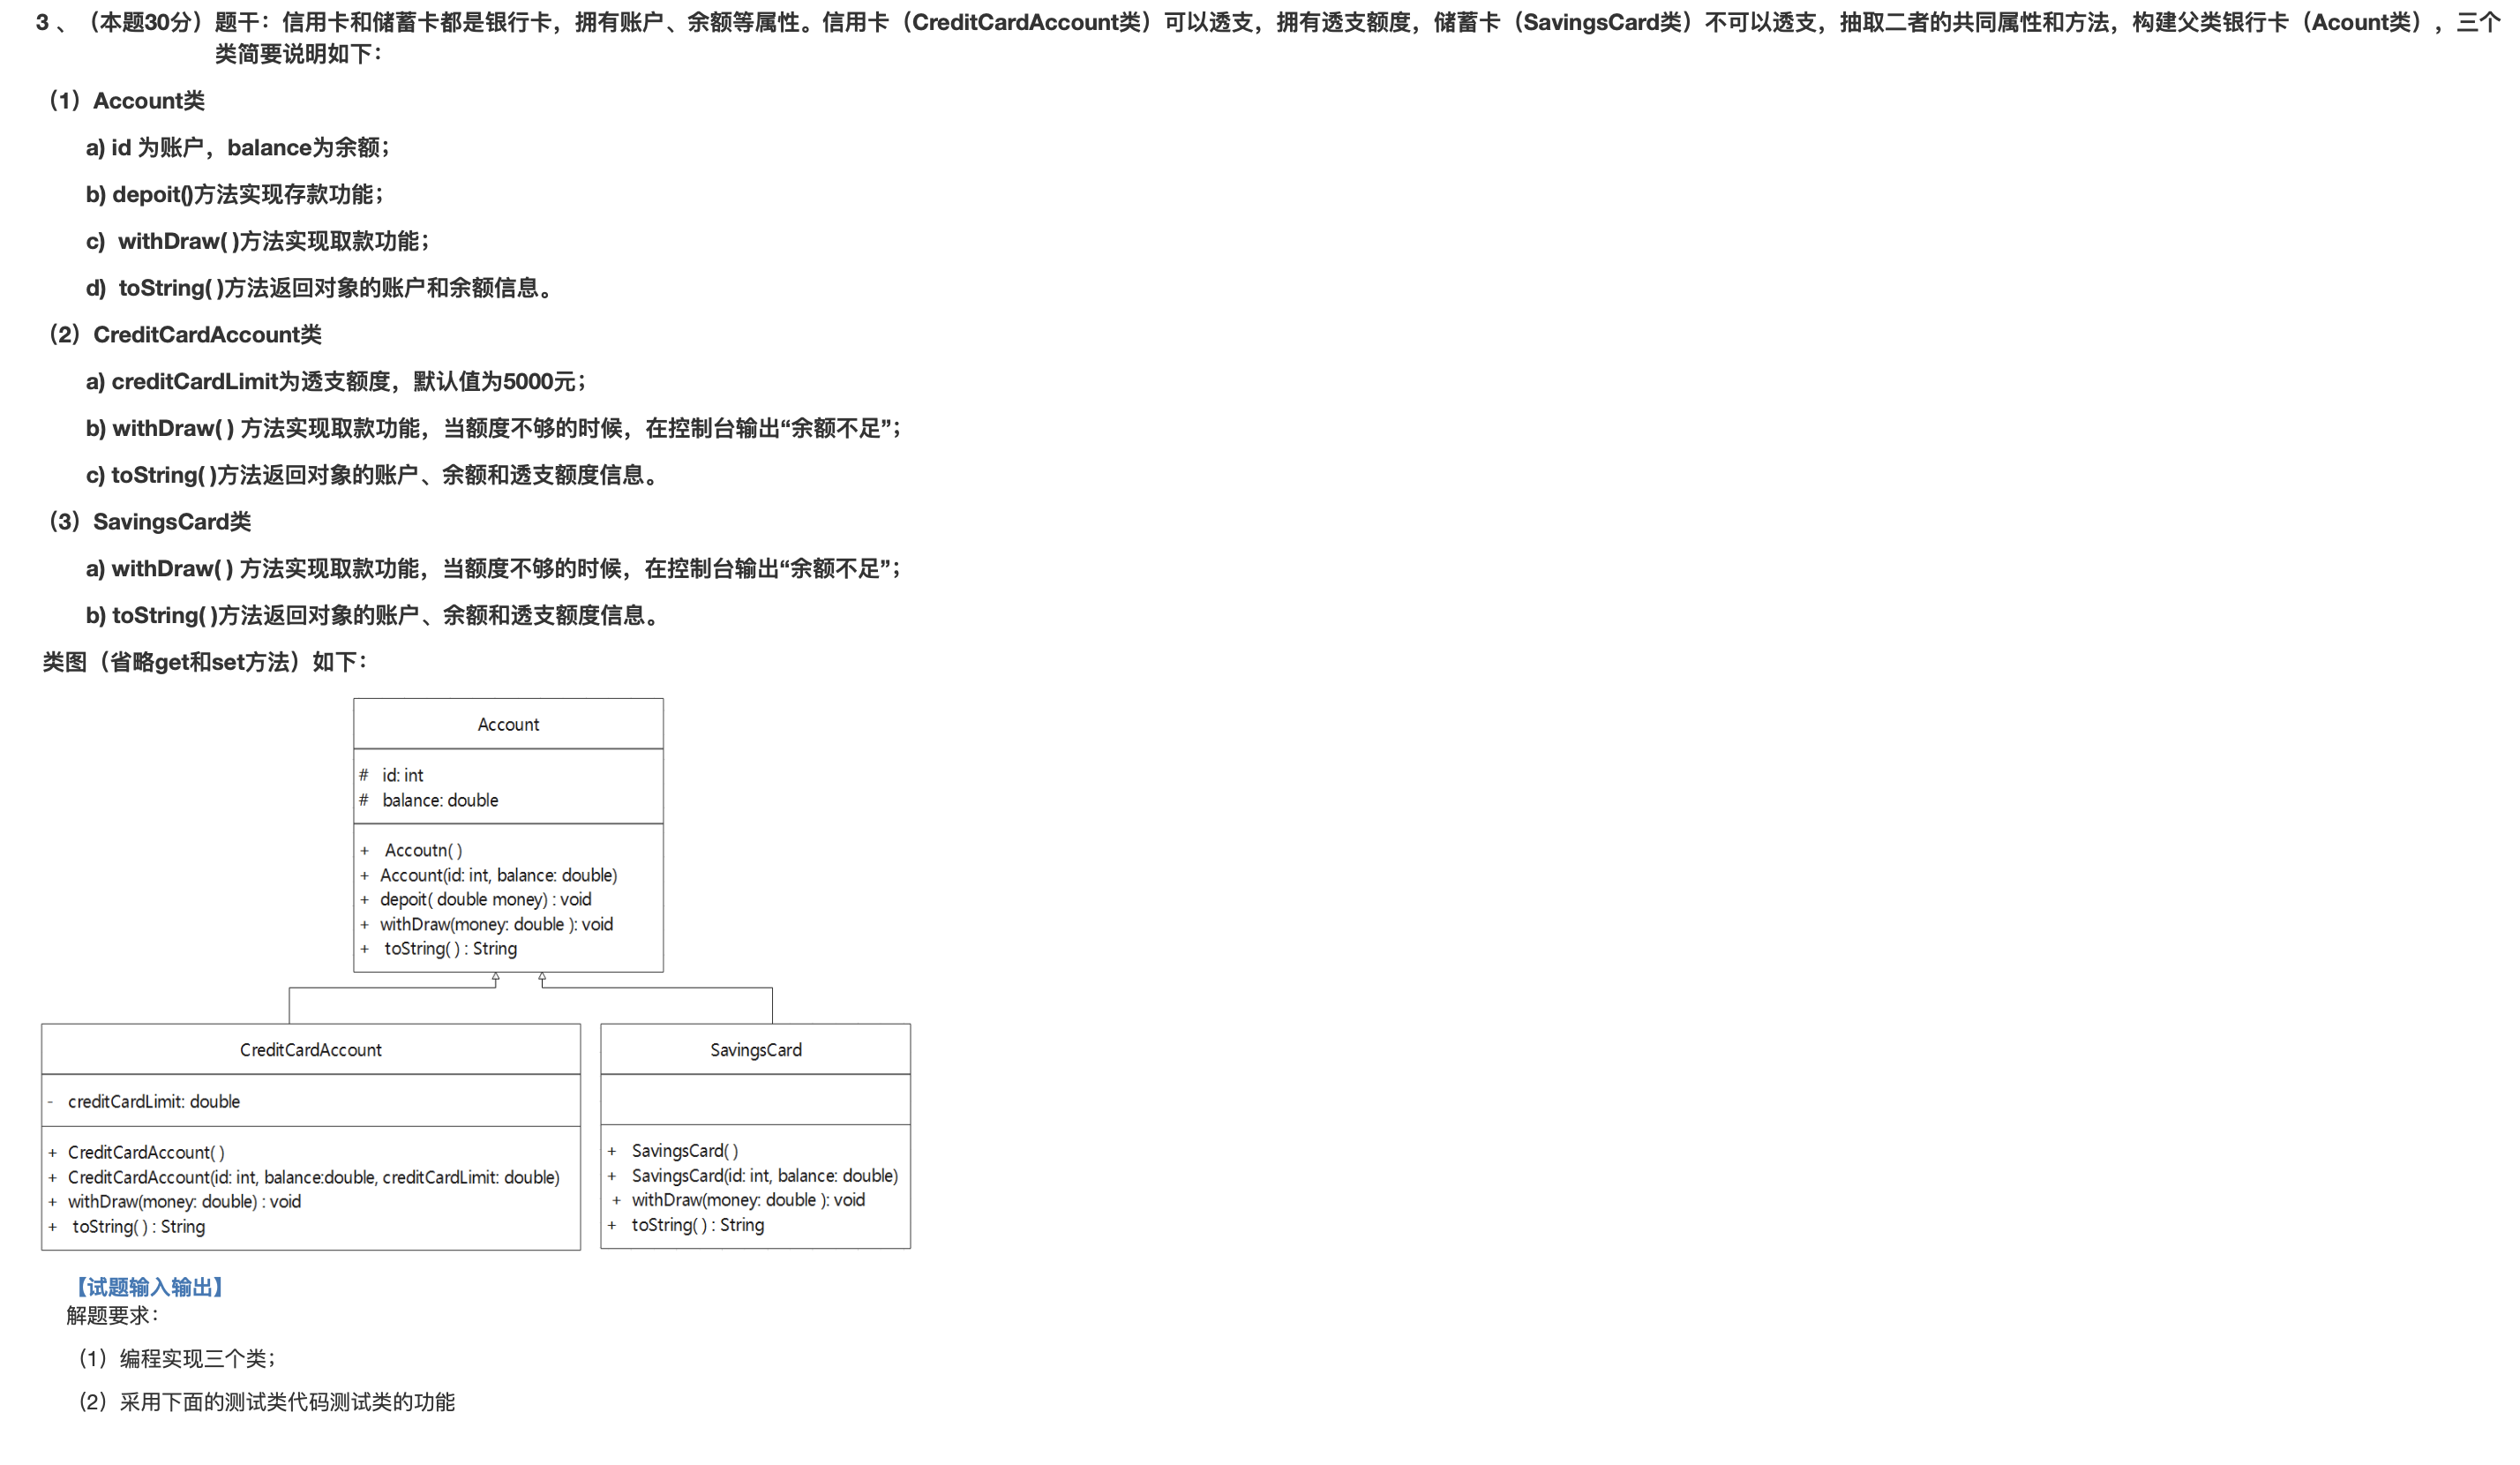 3 、（本题30分）题干：信用卡和储蓄卡都是银行卡，拥有账户、余额等属性。信用卡（CreditCardAccount类）可以透支，拥有透支额度，储蓄卡（SavingsCard类）不可以透支，抽取二者的共同属性和方法，构建父类银行卡（Acount类），三个
类简要说明如下：
（1）Account类
a) id 为账户，balance为余额；
b) depoit()方法实现存款功能；
c)  withDraw( )方法实现取款功能；
d)  toString( )方法返回对象的账户和余额信息。
（2）CreditCardAccount类
a) creditCardLimit为透支额度，默认值为5000元；
b) withDraw( ) 方法实现取款功能，当额度不够的时候，在控制台输出“余额不足”；
c) toString( )方法返回对象的账户、余额和透支额度信息。
（3）SavingsCard类
a) withDraw( ) 方法实现取款功能，当额度不够的时候，在控制台输出“余额不足”；
b) toString( )方法返回对象的账户、余额和透支额度信息。
类图（省略get和set方法）如下：
Account
# id: int
# balance: double
+ Accoutn( )
+ Account(id: int, balance: double)
+ depoit( double money) : void
+ withDraw(money: double ): void
+ toString( ) : String
CreditCardAccount
- creditCardLimit: double
+ CreditCardAccount( )
+ CreditCardAccount(id: int, balance:double, creditCardLimit: double)
+ withDraw(money: double) : void
+ toString( ) : String
SavingsCard
+ SavingsCard( )
+ SavingsCard(id: int, balance: double)
+ withDraw(money: double ): void
+ toString( ) : String
【试题输入输出】
解题要求：
（1）编程实现三个类；
（2）采用下面的测试类代码测试类的功能